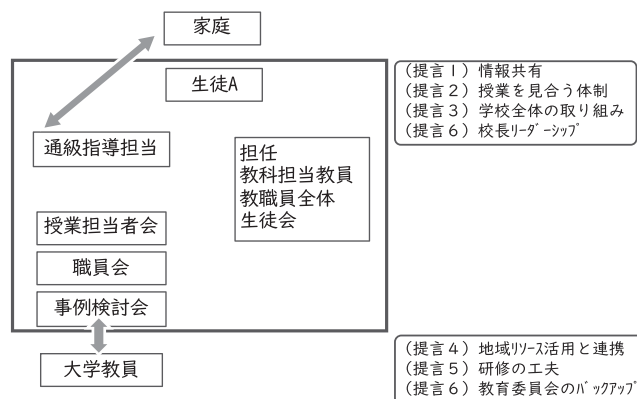 家庭
生徒A
通級指導担当
担任
教科担当教員
教職員全体
生徒会
授業担当者会
職員会
事例検討会
大学教員
（提言１）情報共有
（提言２）授業を見合う体制
（提言３）学校全体の取り組み
（提言６）校長ﾘｰﾀﾞｰｼｯﾌﾟ
（提言４）地域ﾘｿｰｽ活用と連携
（提言５）研修の工夫
（提言６）教育委員会のﾊﾞｯｸｱｯﾌﾟ